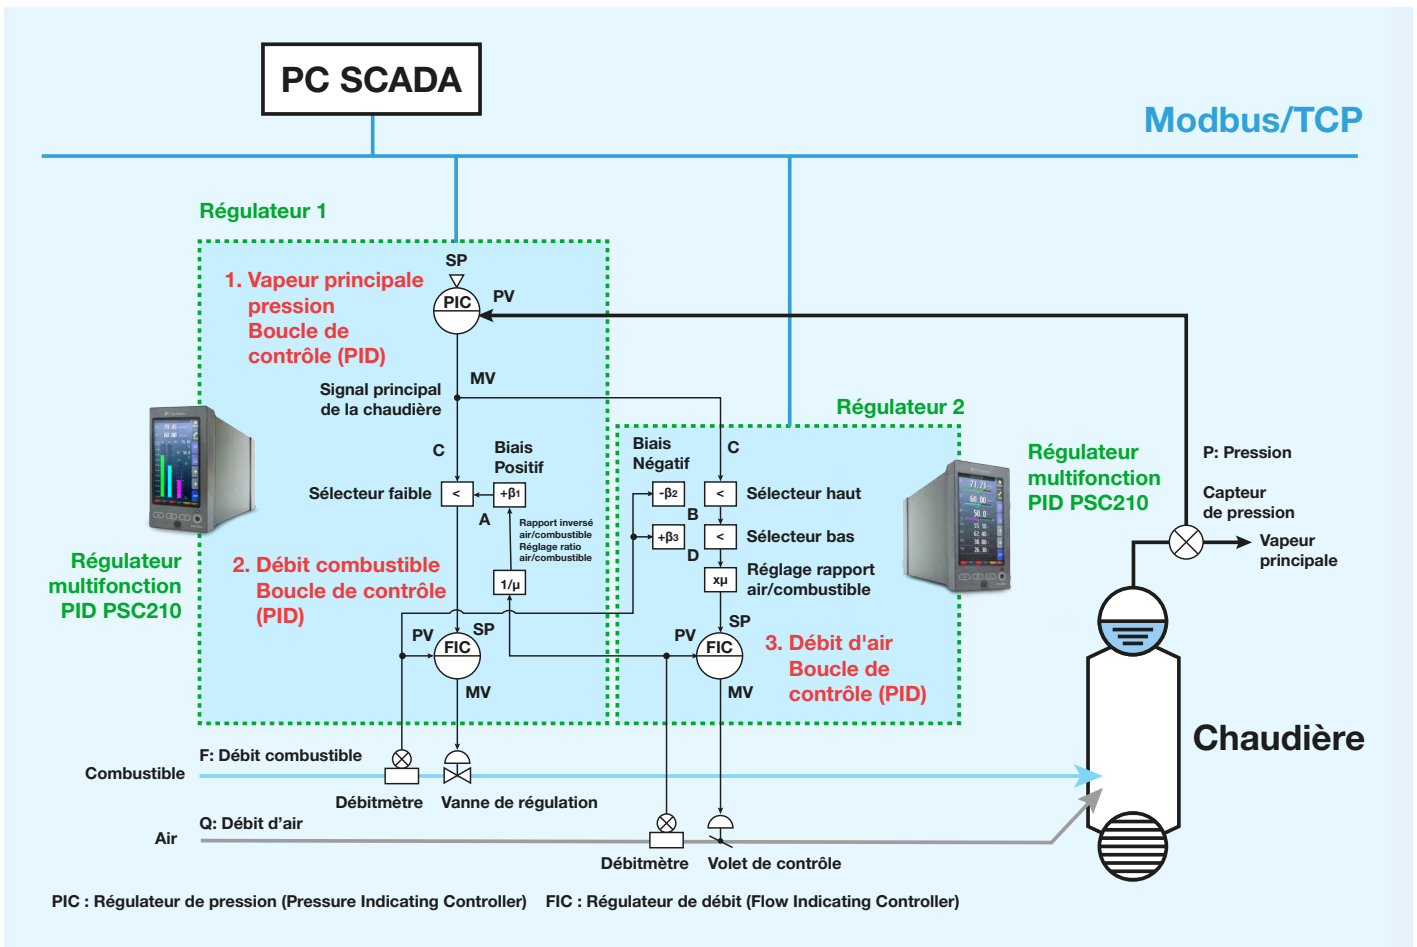 PC SCADA
Modbus/TCP
Régulateur 1
SP
1. Vapeur principale
pression
Boucle de
contrôle (PID)
PIC
PV
MV
Signal principal
de la chaudière
C
Biais
Positif
Sélecteur faible
<
+β1
A
Rapport inversé
air/combustible
Réglage ratio
air/combustible
1/μ
2. Débit combustible
Boucle de contrôle
(PID)
PV
SP
FIC
MV
Régulateur
multifonction
PID PSC210
Régulateur 2
Biais
Négatif
C
-β2
<
Sélecteur haut
B
+β3
<
Sélecteur bas
D
xμ
Réglage rapport
air/combustible
SP
PV
FIC
MV
3. Débit d'air
Boucle de
contrôle (PID)
Régulateur
multifonction
PID PSC210
P: Pression
Capteur
de pression
Vapeur
principale
Chaudière
F: Débit combustible
Combustible
Débitmètre
Vanne de régulation
Q: Débit d’air
Air
Débitmètre
Volet de contrôle
PIC : Régulateur de pression (Pressure Indicating Controller)
FIC : Régulateur de débit (Flow Indicating Controller)